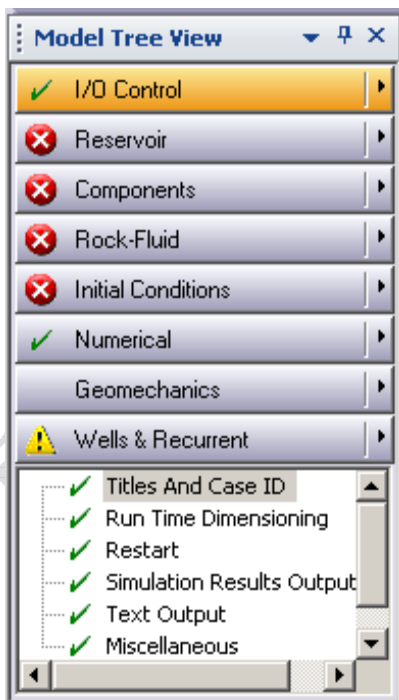 Model Tree View
I/O Control
Reservoir
Components
Rock-Fluid
Initial Conditions
Numerical
Geomechanics
Wells & Recurrent
Titles And Case ID
Run Time Dimensioning
Restart
Simulation Results Output
Text Output
Miscellaneous